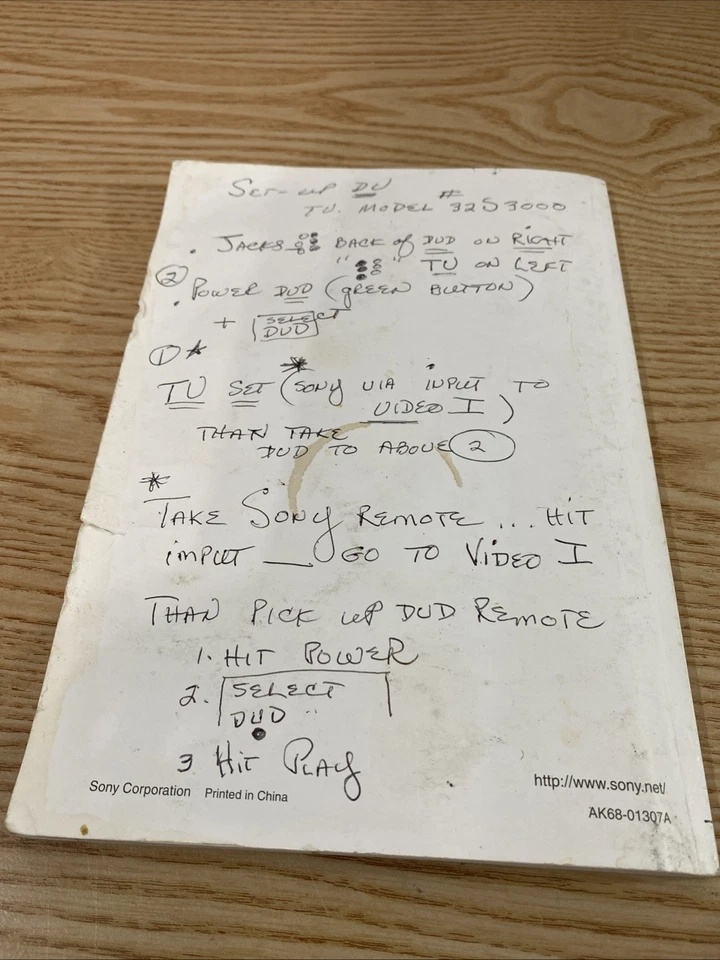 SET-UP DV
TV. MODEL # 32S3000
. JACKS BACK of DVD ON RIGHT
" " TV ON LEFT
② . POWER DVD (GREEN BUTTON)
+ SELECT
DVD
① *
TV SET (SONY VIA INPUT TO
VIDEO I)
THAN TAKE
DVD TO ABOVE ②
*
TAKE SONY REMOTE ... HIT
INPUT __ GO TO VIDEO I
THAN PICK UP DVD REMOTE
1. HIT POWER
2. SELECT
DVD
3 HIT PLAY
Sony Corporation Printed in China
http://www.sony.net/
AK68-01307A